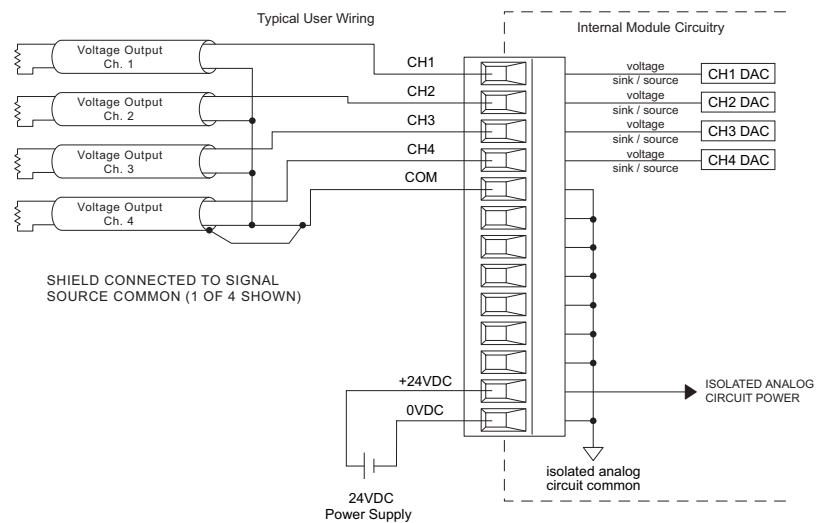 Typical User Wiring
Internal Module Circuitry
Voltage Output
Ch. 1
Voltage Output
Ch. 2
Voltage Output
Ch. 3
Voltage Output
Ch. 4
CH1
CH2
CH3
CH4
COM
voltage
sink / source
CH1 DAC
voltage
sink / source
CH2 DAC
voltage
sink / source
CH3 DAC
voltage
sink / source
CH4 DAC
SHIELD CONNECTED TO SIGNAL
SOURCE COMMON (1 OF 4 SHOWN)
+24VDC
0VDC
ISOLATED ANALOG
CIRCUIT POWER
isolated analog
circuit common
24VDC
Power Supply